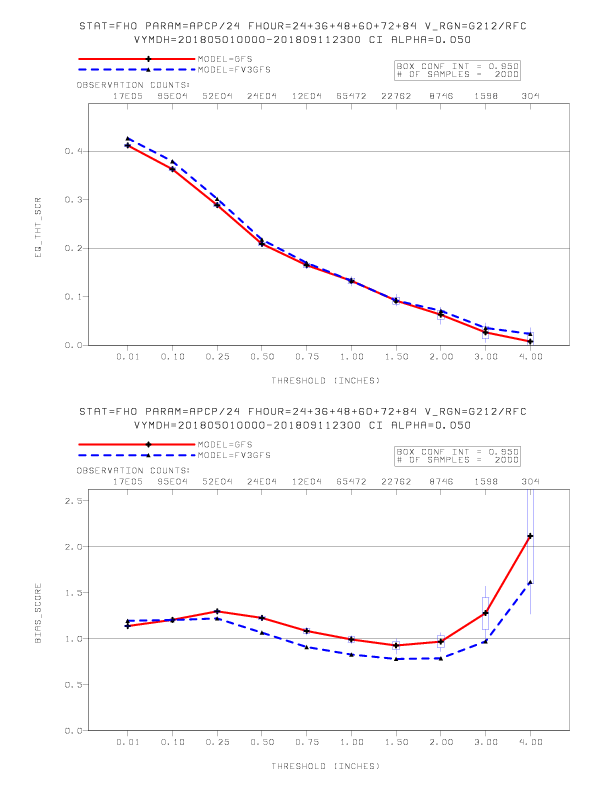 STAT=FHO PARAM=APCP/24 FHOUR=24+36+48+60+72+84 V_RGN=G212/RFC
VYMDH=201805010000-201809112300 CI ALPHA=0.050
MODEL=GFS
MODEL=FV3GFS
BOX CONF INT = 0.950
# OF SAMPLES = 2000
OBSERVATION COUNTS:
17E05 95E04 52E04 24E04 12E04 65472 22762 8746 1598 304
EQ_THT_SCR
0.4
0.3
0.2
0.1
0.0
0.01 0.10 0.25 0.50 0.75 1.00 1.50 2.00 3.00 4.00
THRESHOLD (INCHES)
STAT=FHO PARAM=APCP/24 FHOUR=24+36+48+60+72+84 V_RGN=G212/RFC
VYMDH=201805010000-201809112300 CI ALPHA=0.050
MODEL=GFS
MODEL=FV3GFS
BOX CONF INT = 0.950
# OF SAMPLES = 2000
OBSERVATION COUNTS:
17E05 95E04 52E04 24E04 12E04 65472 22762 8746 1598 304
BIAS_SCORE
2.5
2.0
1.5
1.0
0.5
0.0
0.01 0.10 0.25 0.50 0.75 1.00 1.50 2.00 3.00 4.00
THRESHOLD (INCHES)